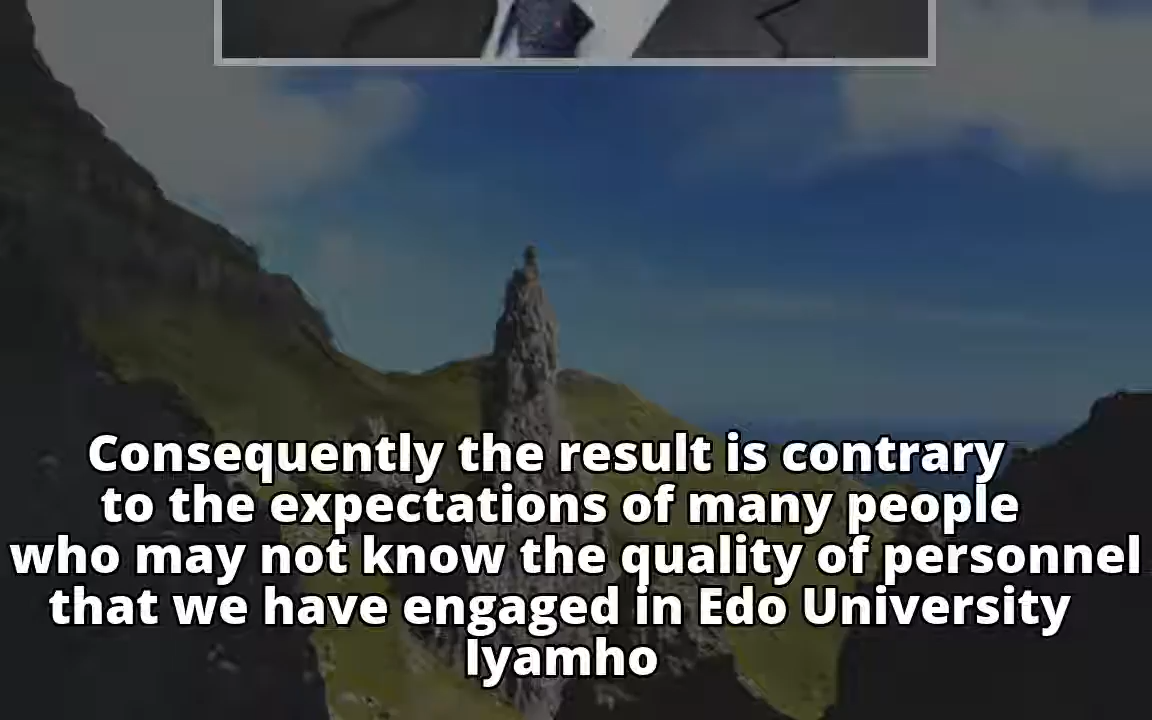 Consequently the result is contrary
to the expectations of many people
who may not know the quality of personnel
that we have engaged in Edo University
Iyamho